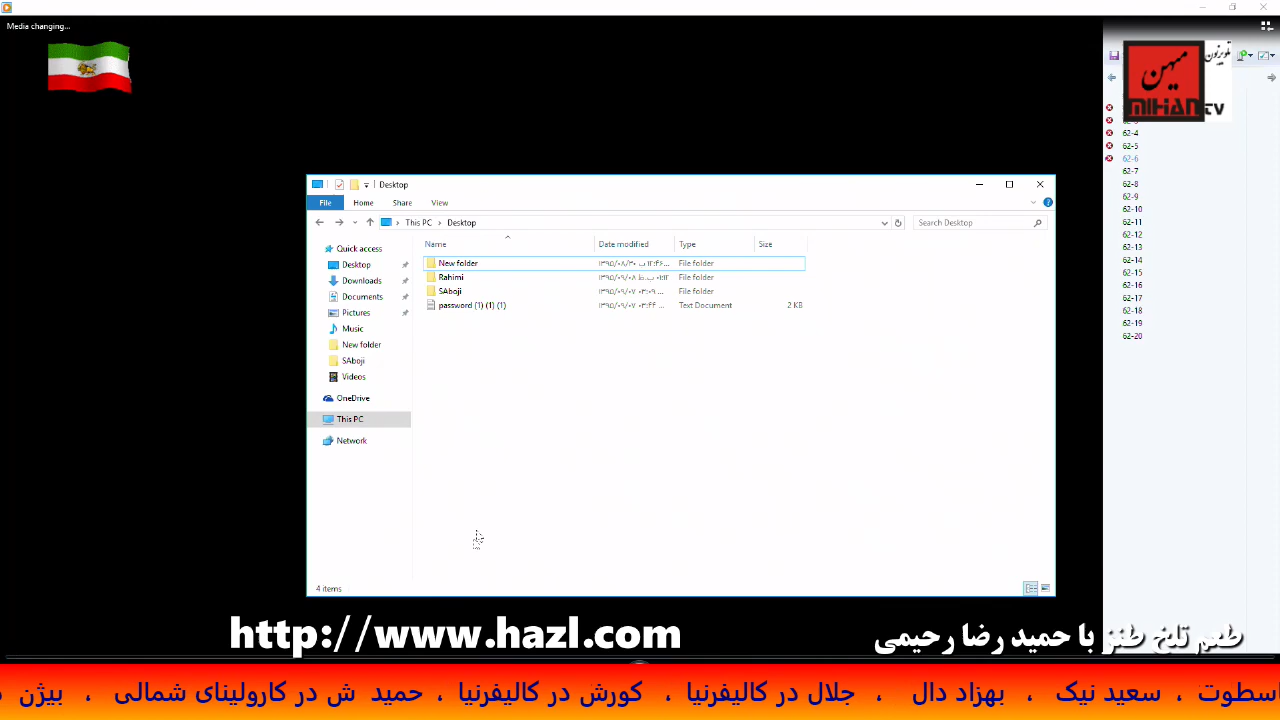 Media changing...
میهن
تلویزیون
MIHAN TV
62-4
62-5
62-6
62-7
62-8
62-9
62-10
62-11
62-12
62-13
62-14
62-15
62-16
62-17
62-18
62-19
62-20
Desktop
File Home Share View
This PC › Desktop
Search Desktop
Name Date modified Type Size
New folder File folder
Rahimi File folder
SAboji File folder
password (1) (1) (1) Text Document 2 KB
Quick access
Desktop
Downloads
Documents
Pictures
Music
New folder
SAboji
Videos
OneDrive
This PC
Network
4 items
http://www.hazl.com
طعم تلخ طنز با حمید رضا رحیمی
اسطوت ، سعید نیک ، بهزاد دال ، جلال در کالیفرنیا ، کورش در کالیفرنیا ، حمید ش در کارولینای شمالی ، بیژن